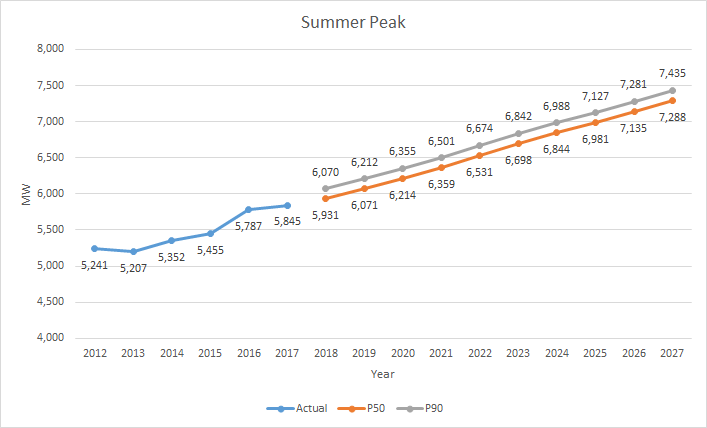 Summer Peak
8,000
7,500
7,000
6,500
6,000
5,500
5,000
4,500
4,000
MW
5,241 5,207 5,352 5,455 5,787 5,845
6,070 6,212 6,355 6,501 6,674 6,842 6,988 7,127 7,281 7,435
5,931 6,071 6,214 6,359 6,531 6,698 6,844 6,981 7,135 7,288
2012 2013 2014 2015 2016 2017 2018 2019 2020 2021 2022 2023 2024 2025 2026 2027
Year
Actual P50 P90